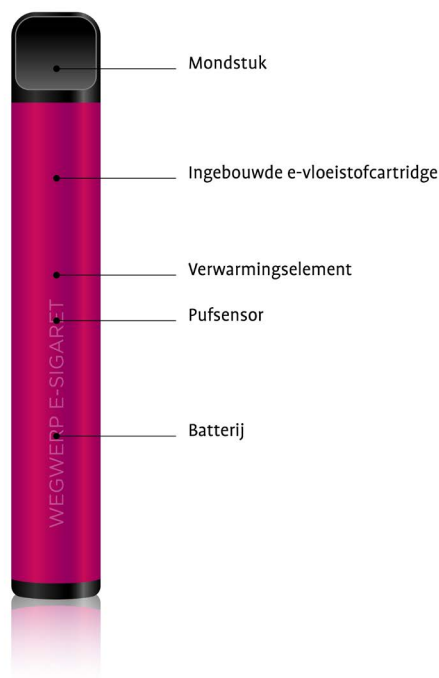 Mondstuk
Ingebouwde e-vloeistofcartridge
Verwarmingselement
Pufsensor
Batterij
WEGWERP E-SIGARET